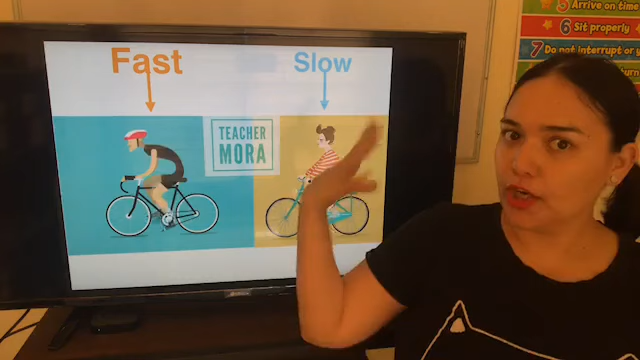 Fast
Slow
TEACHER
MORA
5 Arrive on time
6 Sit properly
7 Do not interrupt or